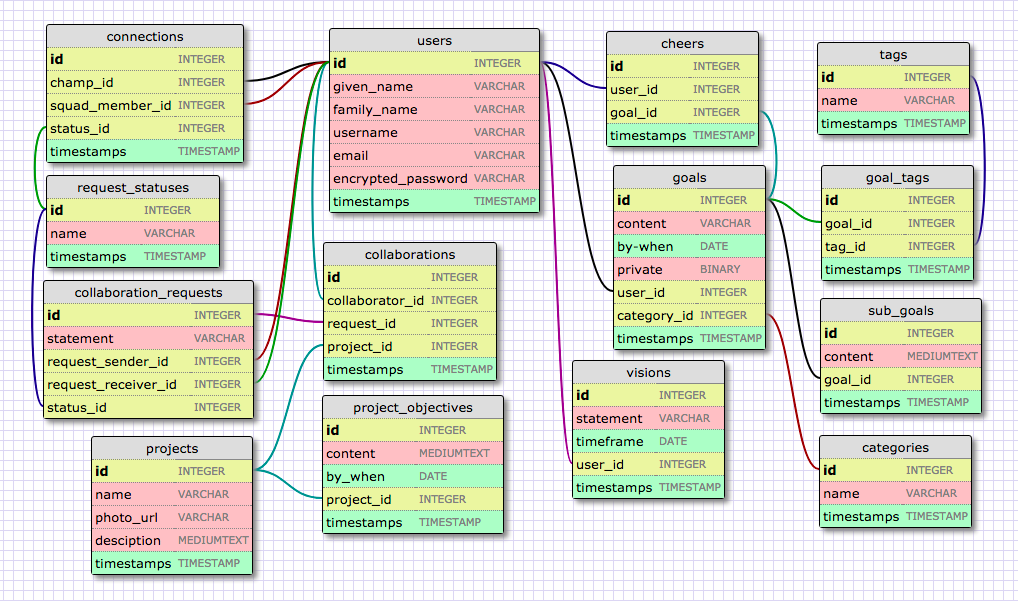 connections
id INTEGER
champ_id INTEGER
squad_member_id INTEGER
status_id INTEGER
timestamps TIMESTAMP
request_statuses
id INTEGER
name VARCHAR
timestamps TIMESTAMP
collaboration_requests
id INTEGER
statement VARCHAR
request_sender_id INTEGER
request_receiver_id INTEGER
status_id INTEGER
projects
id INTEGER
name VARCHAR
photo_url VARCHAR
desciption MEDIUMTEXT
timestamps TIMESTAMP
users
id INTEGER
given_name VARCHAR
family_name VARCHAR
username VARCHAR
email VARCHAR
encrypted_password VARCHAR
timestamps TIMESTAMP
collaborations
id INTEGER
collaborator_id INTEGER
request_id INTEGER
project_id INTEGER
timestamps TIMESTAMP
project_objectives
id INTEGER
content MEDIUMTEXT
by_when DATE
project_id INTEGER
timestamps TIMESTAMP
cheers
id INTEGER
user_id INTEGER
goal_id INTEGER
timestamps TIMESTAMP
goals
id INTEGER
content VARCHAR
by-when DATE
private BINARY
user_id INTEGER
category_id INTEGER
timestamps TIMESTAMP
visions
id INTEGER
statement VARCHAR
timeframe DATE
user_id INTEGER
timestamps TIMESTAMP
tags
id INTEGER
name VARCHAR
timestamps TIMESTAMP
goal_tags
id INTEGER
goal_id INTEGER
tag_id INTEGER
timestamps TIMESTAMP
sub_goals
id INTEGER
content MEDIUMTEXT
goal_id INTEGER
timestamps TIMESTAMP
categories
id INTEGER
name VARCHAR
timestamps TIMESTAMP